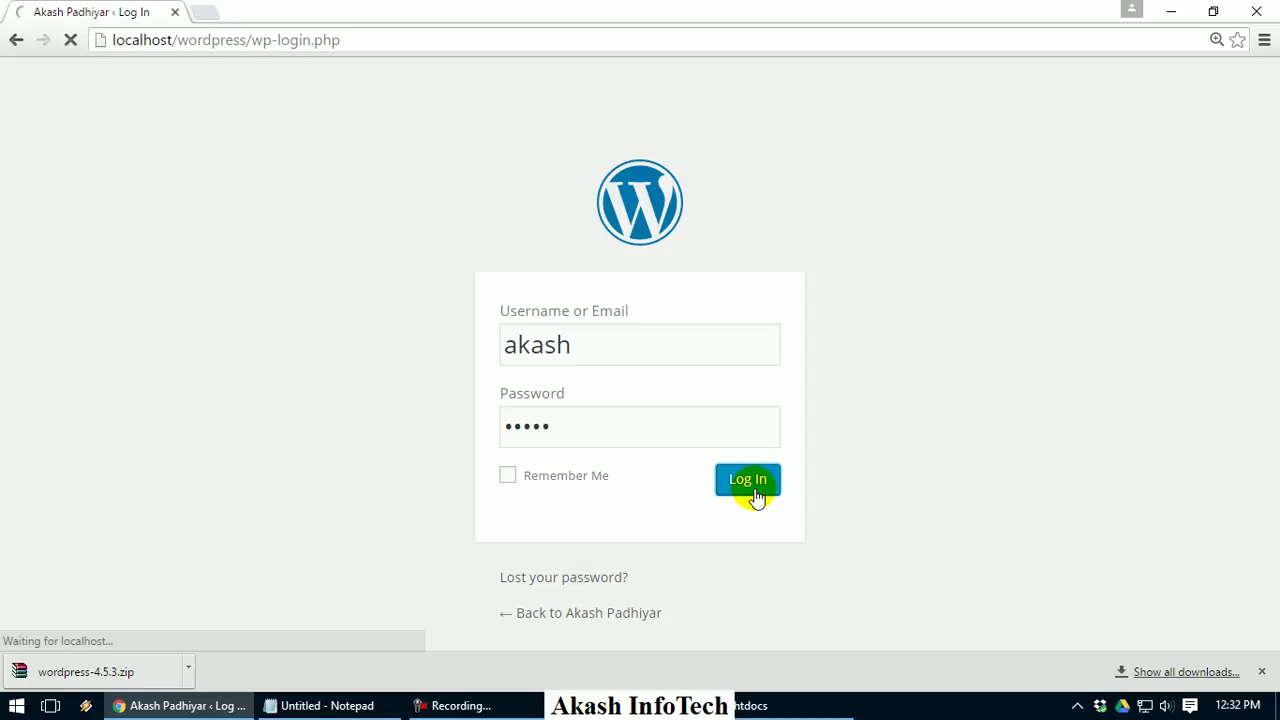 Akash Padhiyar ‹ Log In
localhost/wordpress/wp-login.php
Username or Email
akash
Password
•••••
Remember Me
Log In
Lost your password?
← Back to Akash Padhiyar
Waiting for localhost...
wordpress-4.5.3.zip
Show all downloads...
Akash Padhiyar ‹ Log ...
Untitled - Notepad
Recording...
Akash InfoTech
htdocs
12:32 PM